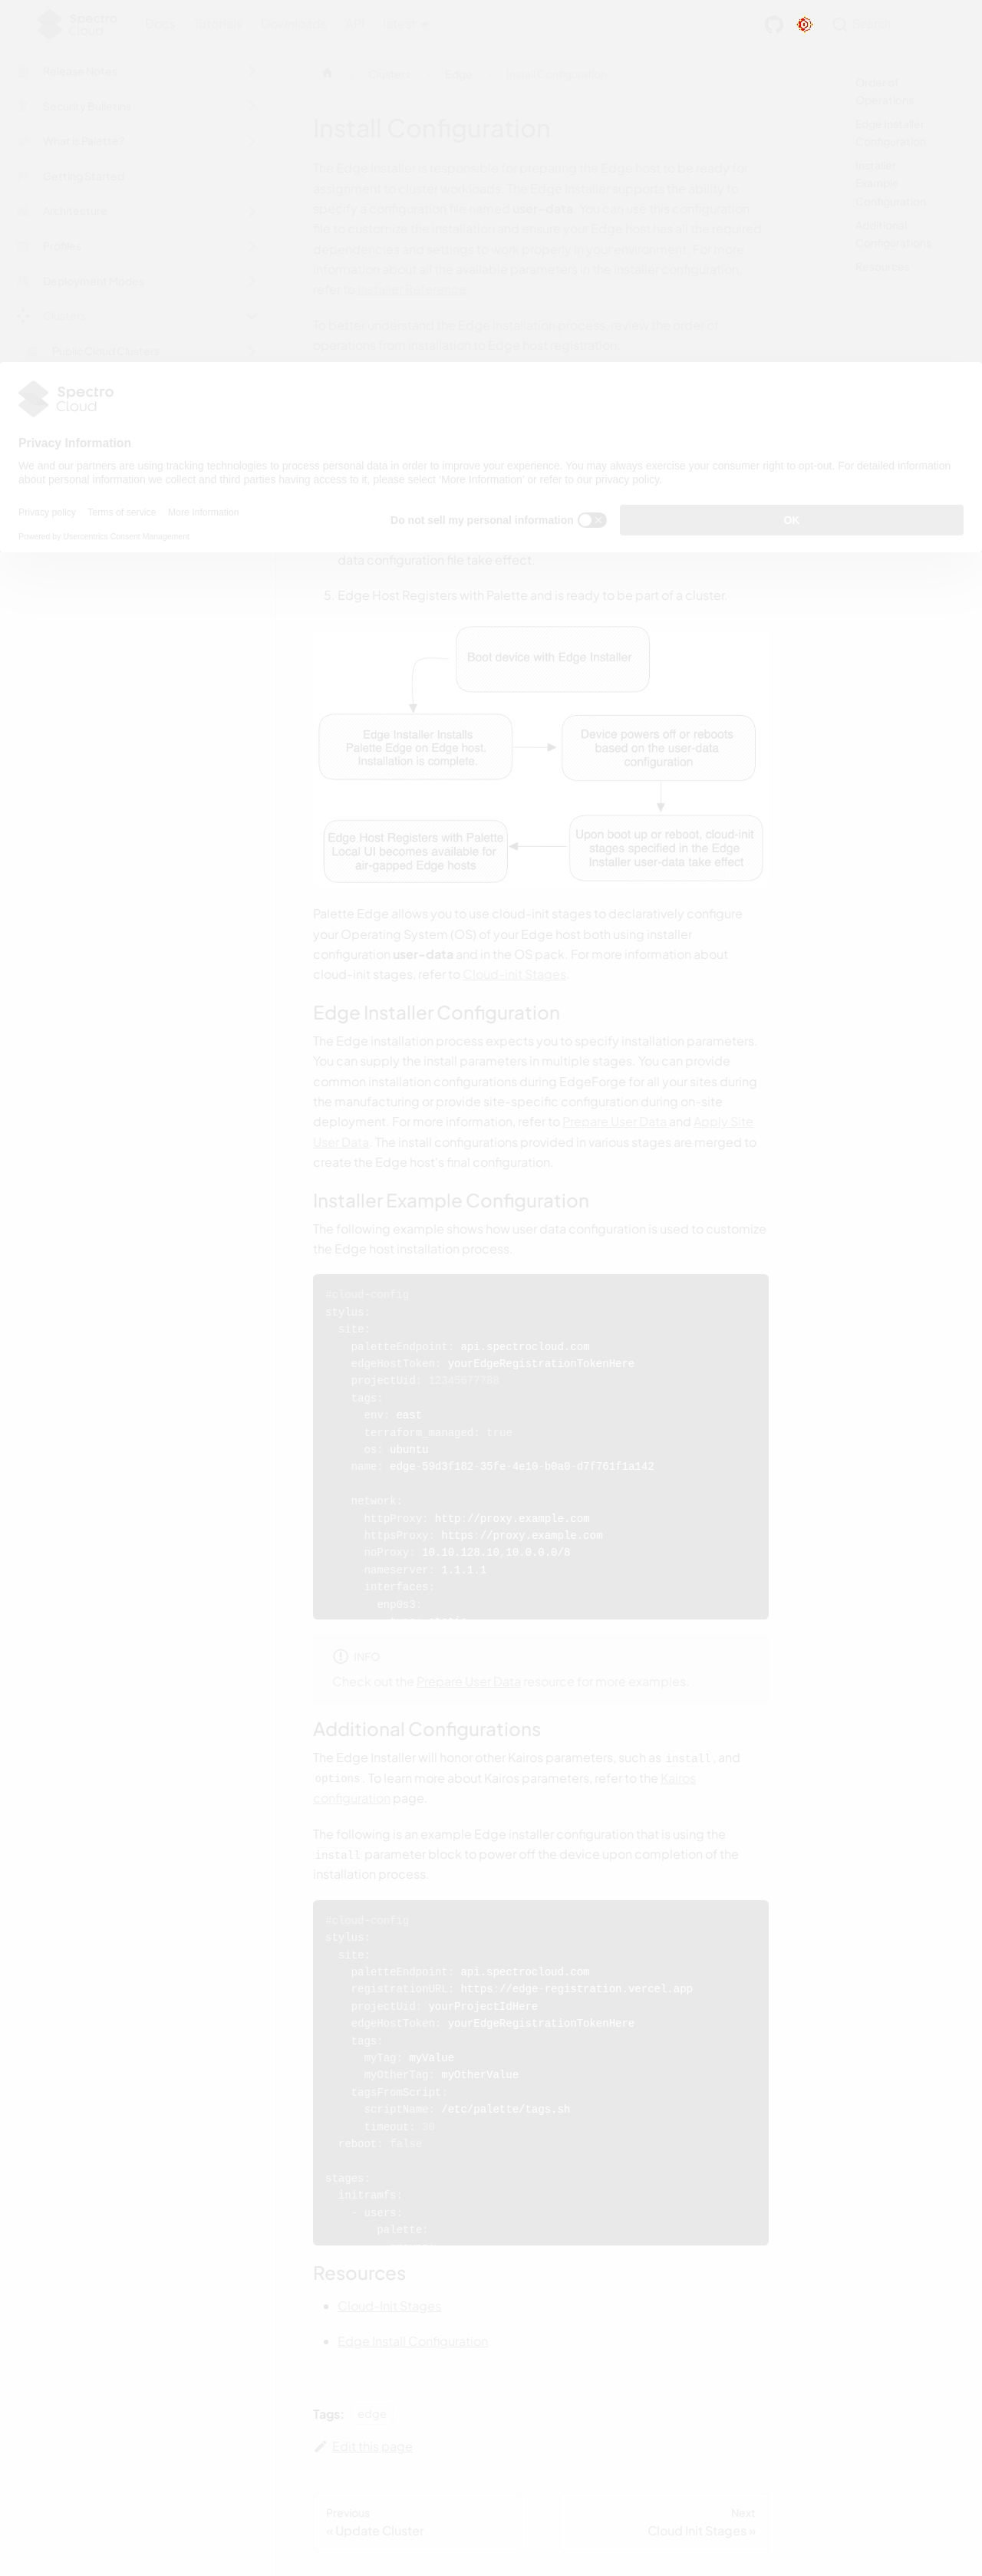 Spectro
Cloud
Docs
Tutorials
Downloads
API
Release Notes
Security Bulletins
What is Palette?
Getting Started
Architecture
Profiles
Deployment Modes
Clusters
Public Cloud Clusters
Clusters
Edge
Install Configuration
The Edge Installer is responsible for preparing the Edge host to be ready for
assignment to cluster workloads. The Edge Installer supports the ability to
specify a configuration file named user-data. You can use this configuration
file to customize the installation and ensure your Edge host has all the required
dependencies and settings to work properly in your environment. For more
information about all the available parameters in the installer configuration,
refer to Installer Reference.
To better understand the Edge installation process, review the order of
operations from installation to Edge host registration.
Order of
Operations
Edge Installer
Configuration
Installer
Example
Configuration
Additional
Configurations
Resources
Spectro
Cloud
Privacy Information
We and our partners are using tracking technologies to process personal data in order to improve your experience. You may always exercise your consumer right to opt-out. For detailed information
about personal information we collect and third parties having access to it, please select ‘More Information’ or refer to our privacy policy.
Privacy policy
Terms of service
More Information
Powered by Usercentrics Consent Management
Do not sell my personal information
OK
data configuration file take effect.
5. Edge Host Registers with Palette and is ready to be part of a cluster.
Boot device with Edge Installer
Edge Installer Installs
Palette Edge on Edge host.
Installation is complete.
Device powers off or reboots
based on the user-data
configuration
Edge Host Registers with Palette
Local UI becomes available for
air-gapped Edge hosts
Upon boot up or reboot, cloud-init
stages specified in the Edge
Installer user-data take effect
Palette Edge allows you to use cloud-init stages to declaratively configure
your Operating System (OS) of your Edge host both using installer
configuration user-data and in the OS pack. For more information about
cloud-init stages, refer to Cloud-init Stages.
Edge Installer Configuration
The Edge installation process expects you to specify installation parameters.
You can supply the install parameters in multiple stages. You can provide
common installation configurations during EdgeForge for all your sites during
the manufacturing or provide site-specific configuration during on-site
deployment. For more information, refer to Prepare User Data and Apply Site
User Data. The install configurations provided in various stages are merged to
create the Edge host's final configuration.
Installer Example Configuration
The following example shows how user data configuration is used to customize
the Edge host installation process.
#cloud-config
stylus:
site:
paletteEndpoint: api.spectrocloud.com
edgeHostToken: yourEdgeRegistrationTokenHere
projectUid: 12345677788
tags:
env: east
terraform_managed: true
os: ubuntu
name: edge-59d3f182-35fe-4e10-b0a0-d7f761f1a142
network:
httpProxy: http://proxy.example.com
httpsProxy: https://proxy.example.com
noProxy: 10.10.128.10,10.0.0.0/8
nameserver: 1.1.1.1
interfaces:
enp0s3:
INFO
Check out the Prepare User Data resource for more examples.
Additional Configurations
The Edge Installer will honor other Kairos parameters, such as install, and
options. To learn more about Kairos parameters, refer to the Kairos
configuration page.
The following is an example Edge installer configuration that is using the
install parameter block to power off the device upon completion of the
installation process.
#cloud-config
stylus:
site:
paletteEndpoint: api.spectrocloud.com
registrationURL: https://edge-registration.vercel.app
projectUid: yourProjectIdHere
edgeHostToken: yourEdgeRegistrationTokenHere
tags:
myTag: myValue
myOtherTag: myOtherValue
tagsFromScript:
scriptName: /etc/palette/tags.sh
timeout: 30
reboot: false
stages:
initramfs:
- users:
palette:
Resources
Cloud-Init Stages
Edge Install Configuration
Tags: edge
Edit this page
Previous
« Update Cluster
Next
Cloud Init Stages »